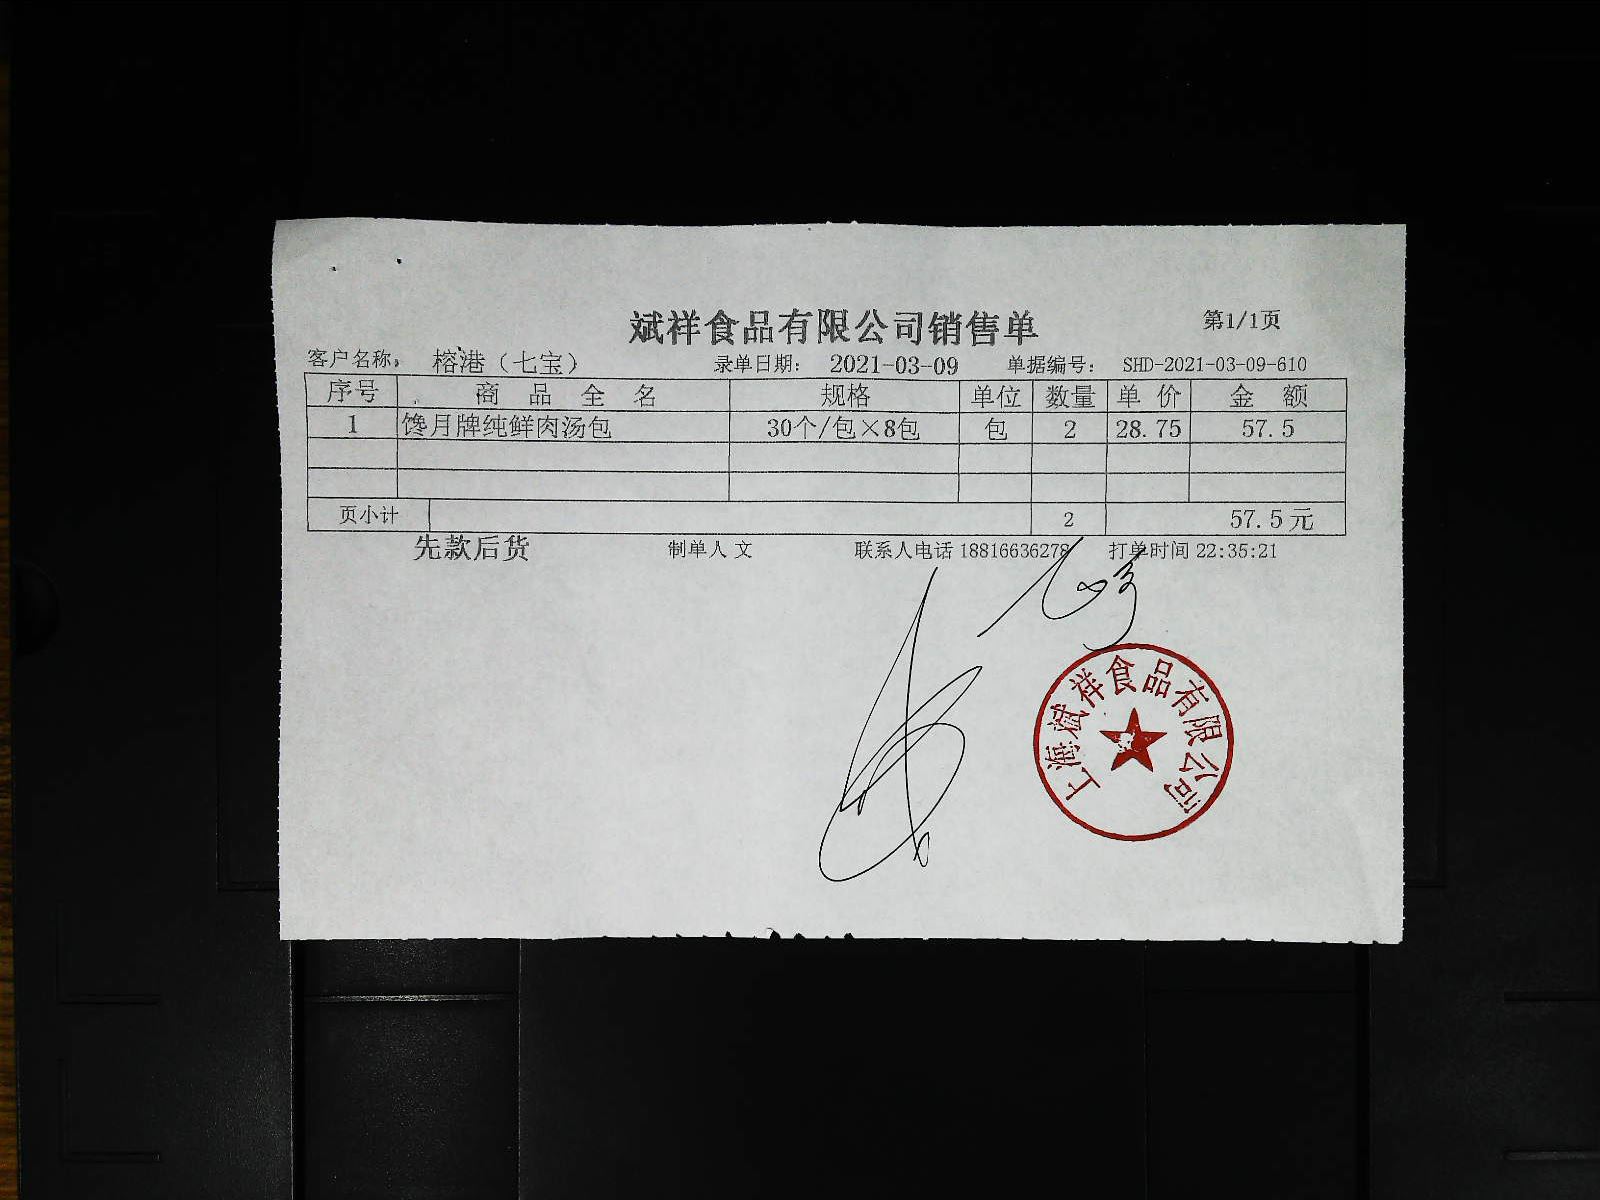 斌祥食品有限公司销售单 第1/1页
客户名称: 榕港（七宝） 录单日期: 2021-03-09 单据编号: SHD-2021-03-09-610
序号 商品全名 规格 单位 数量 单价 金额
1 馋月牌纯鲜肉汤包 30个/包×8包 包 2 28.75 57.5
页小计 2 57.5元
先款后货 制单人 文 联系人电话 18816636278 打单时间 22:35:21
上海斌祥食品有限公司